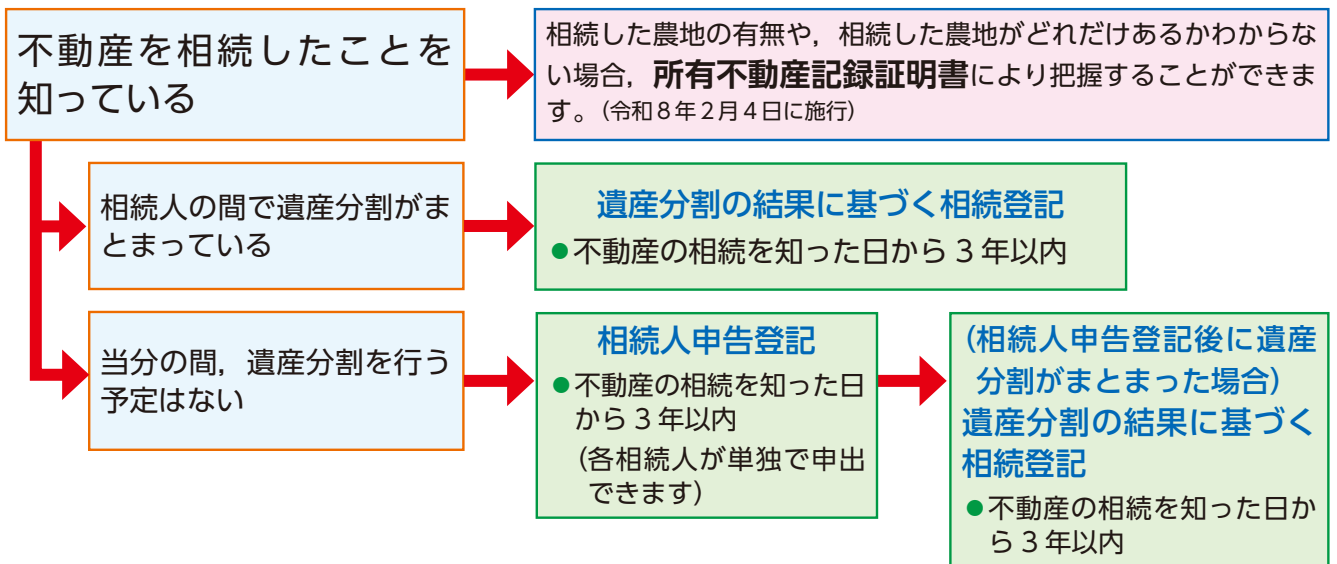 不動産を相続したことを
知っている
相続した農地の有無や，相続した農地がどれだけあるかわからな
い場合，所有不動産記録証明書により把握することができま
す。（令和８年２月４日に施行）
相続人の間で遺産分割がま
とまっている
遺産分割の結果に基づく相続登記
●不動産の相続を知った日から３年以内
当分の間，遺産分割を行う
予定はない
相続人申告登記
●不動産の相続を知った日
から３年以内
（各相続人が単独で申出
できます）
（相続人申告登記後に遺産
分割がまとまった場合）
遺産分割の結果に基づく
相続登記
●不動産の相続を知った日か
ら３年以内